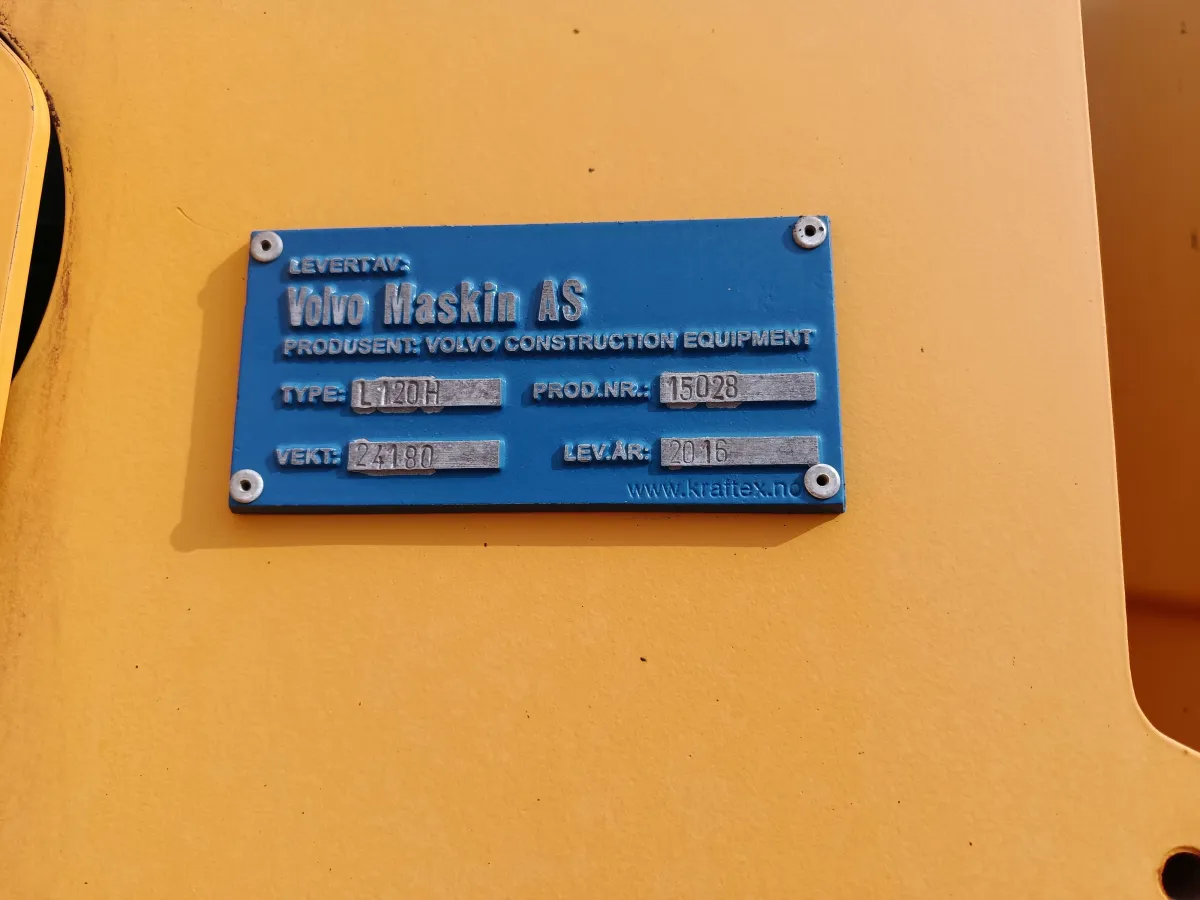 LEVERT AV:
Volvo Maskin AS
PRODUSENT: VOLVO CONSTRUCTION EQUIPMENT
TYPE: L120H PROD.NR.: 15028
VEKT: 24180 LEV.ÅR: 2016
www.kraftex.no